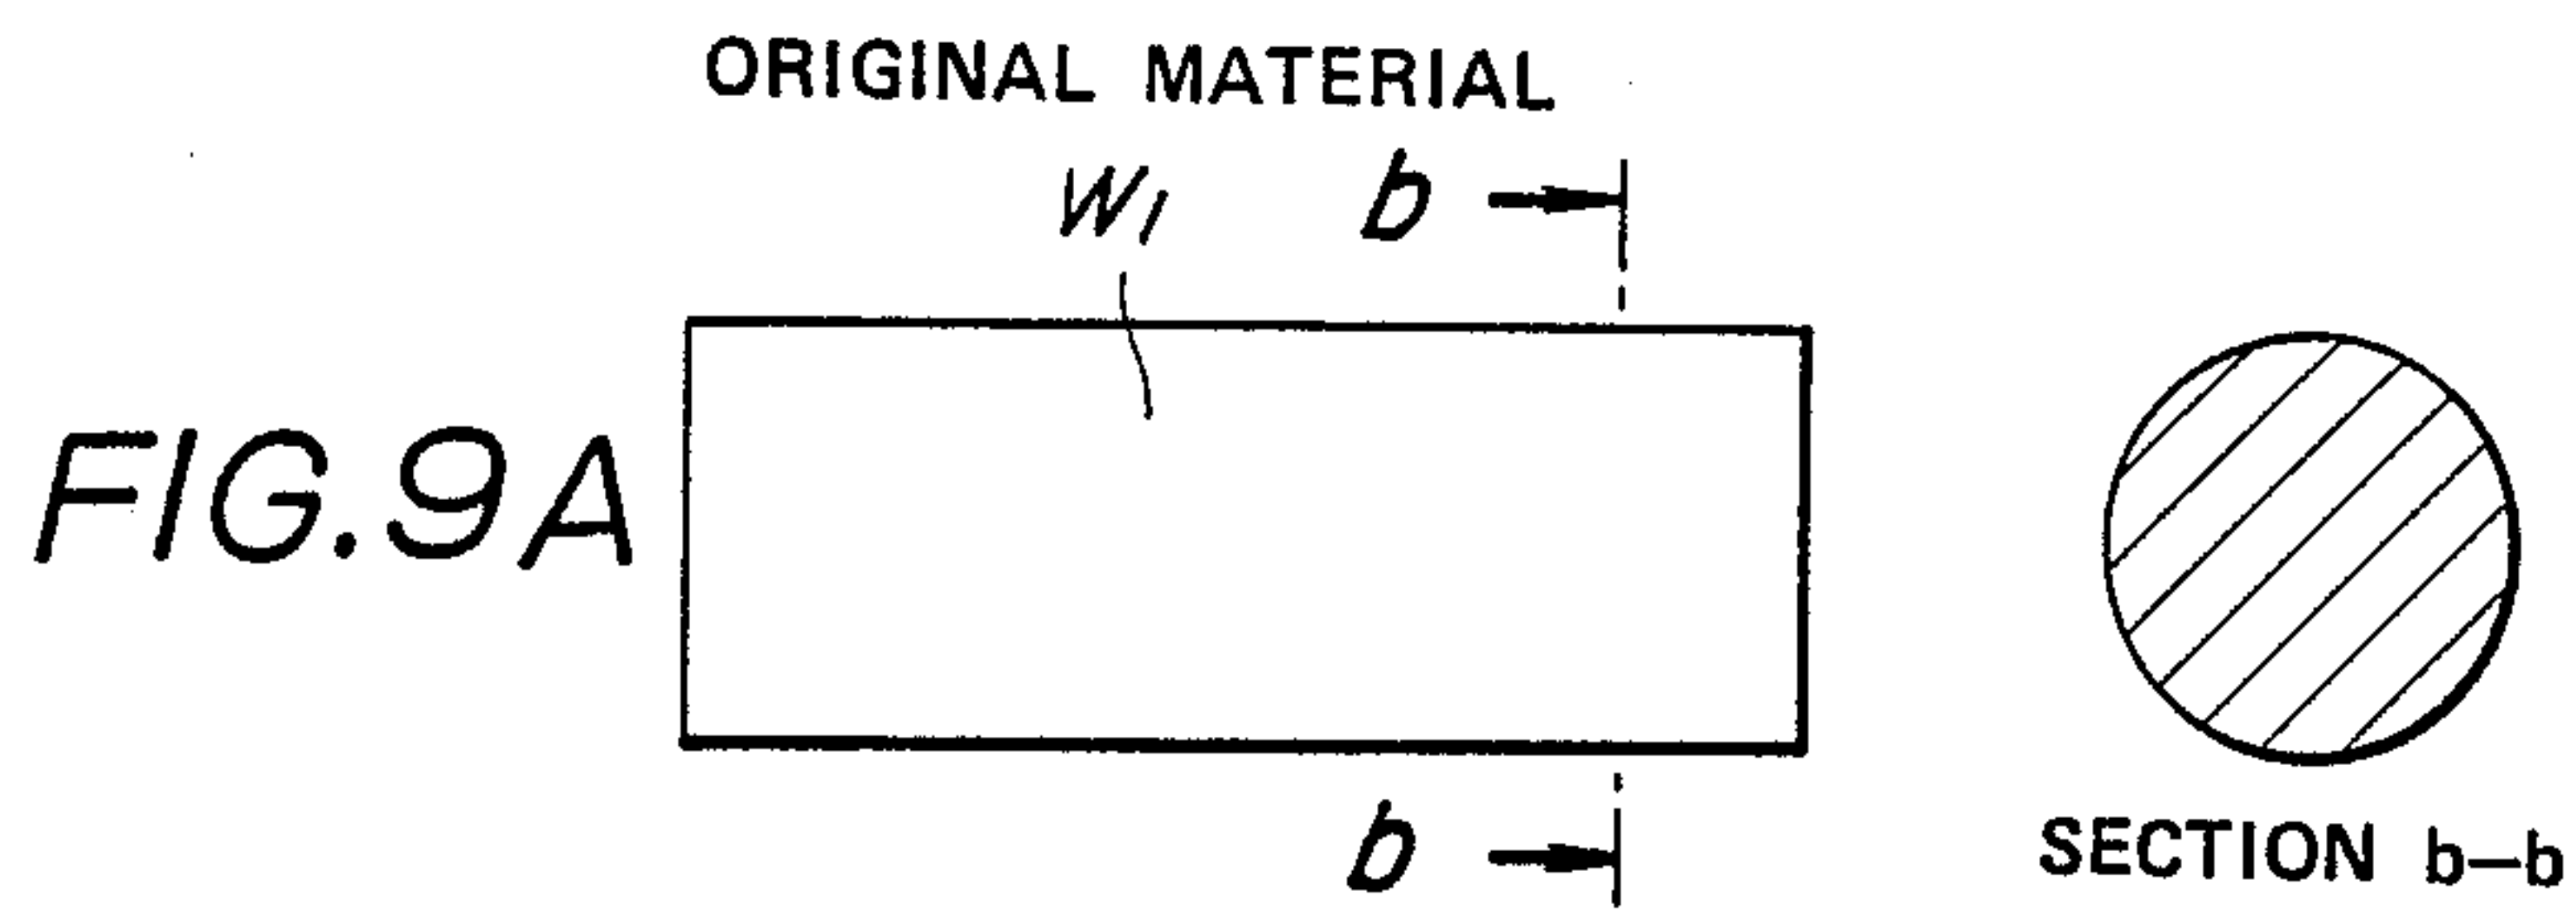 ORIGINAL MATERIAL
W1
b
FIG.9A
b
SECTION b-b